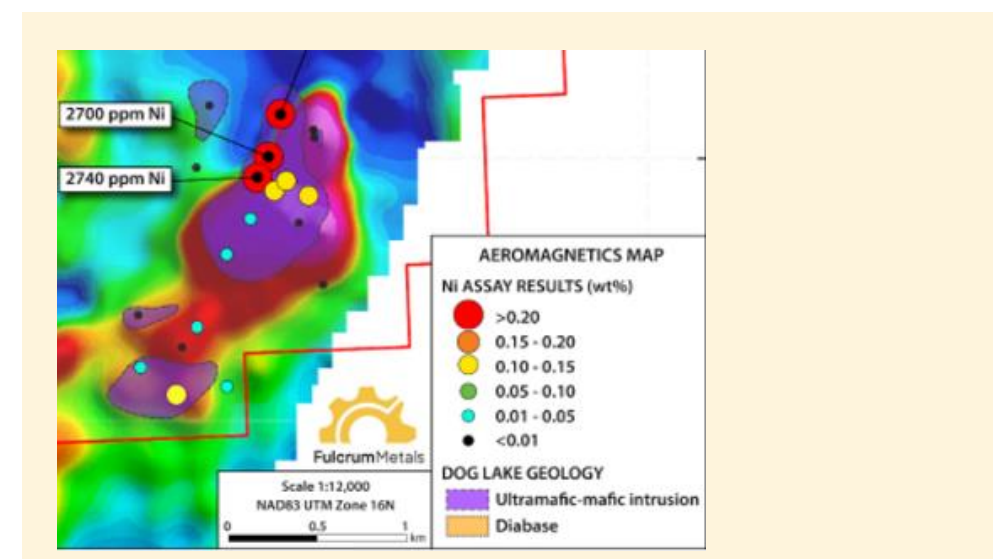 2700 ppm Ni
2740 ppm Ni
AEROMAGNETICS MAP
Ni ASSAY RESULTS (wt%)
>0.20
0.15 - 0.20
0.10 - 0.15
0.05 - 0.10
0.01 - 0.05
<0.01
FulcrumMetals
DOG LAKE GEOLOGY
Ultramafic-mafic intrusion
Diabase
Scale 1:12,000
NAD83 UTM Zone 16N
0 0.5 1
km